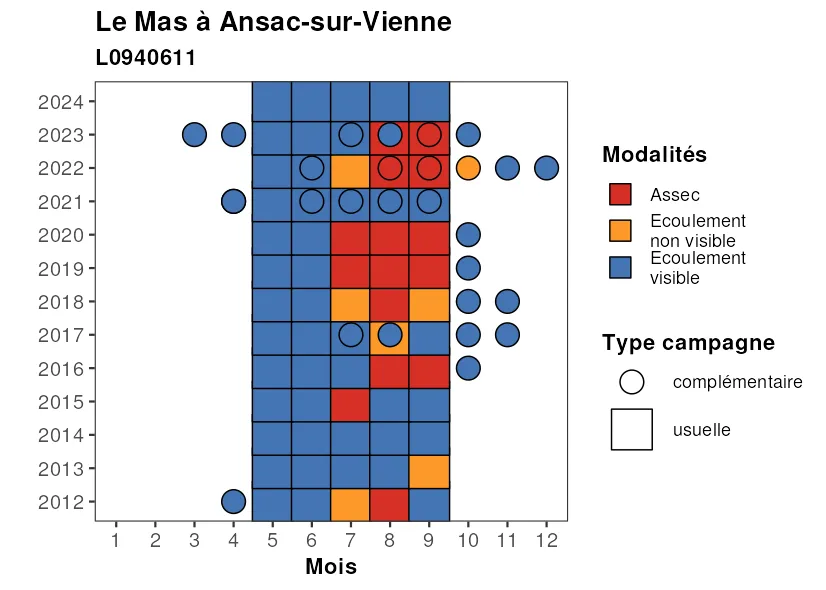 Le Mas à Ansac-sur-Vienne
L0940611
2024
2023
2022
2021
2020
2019
2018
2017
2016
2015
2014
2013
2012
1 2 3 4 5 6 7 8 9 10 11 12
Mois
Modalités
Assec
Ecoulement
non visible
Ecoulement
visible
Type campagne
complémentaire
usuelle